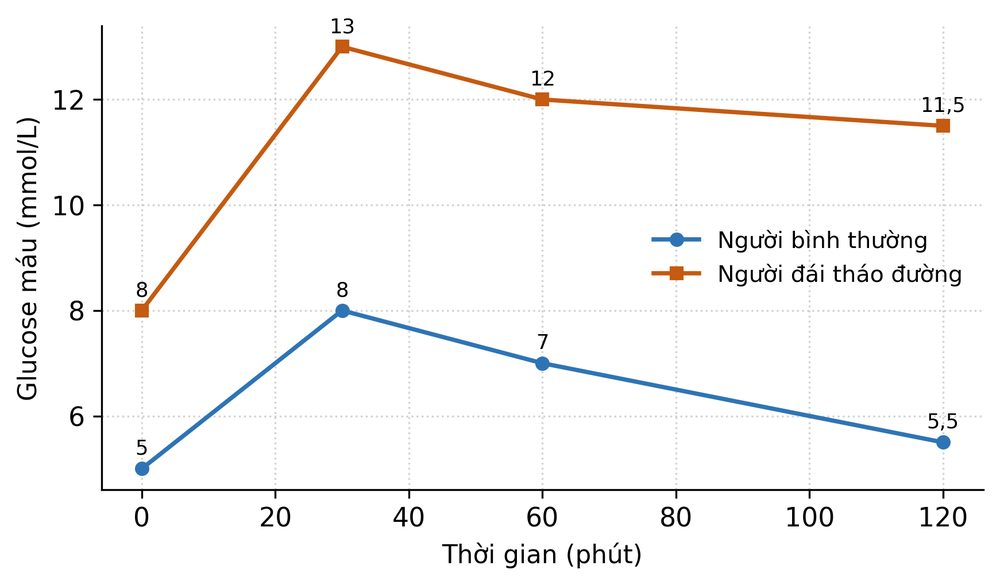 13
12
11,5
8
8
7
5,5
5
Người bình thường
Người đái tháo đường
12
10
8
6
Glucose máu (mmol/L)
0 20 40 60 80 100 120
Thời gian (phút)